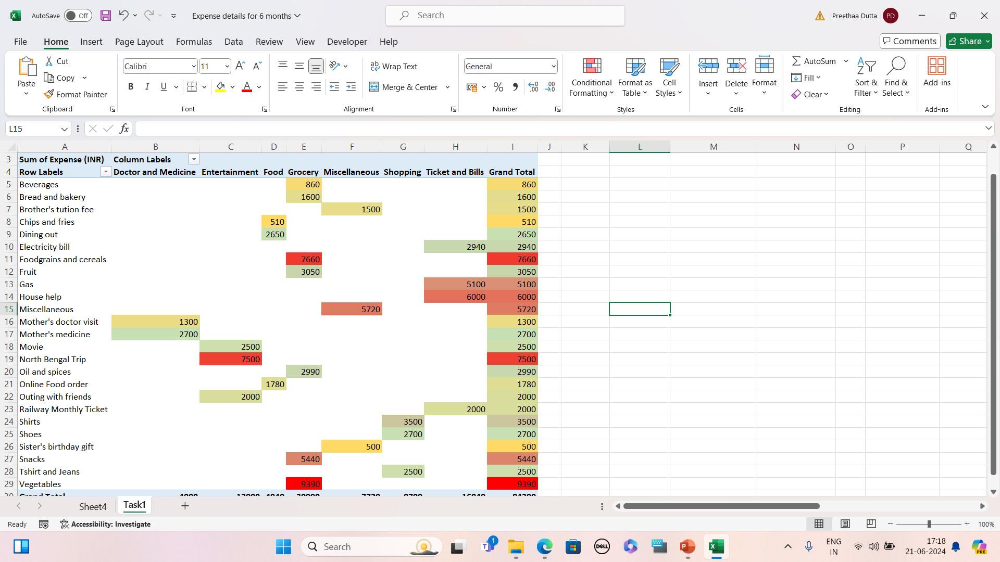 AutoSave Off Expense details for 6 months Search Preethaa Dutta PD
File Home Insert Page Layout Formulas Data Review View Developer Help Comments Share
Paste Cut Copy Format Painter Clipboard
Calibri 11 B I U A Font
Wrap Text Merge & Center Alignment
General % Number
Conditional Formatting Format as Table Cell Styles Styles
Insert Delete Format Cells
AutoSum Fill Clear Sort & Filter Find & Select Editing
Add-ins Add-ins
L15 fx
A B C D E F G H I J K L M N O P Q
3 Sum of Expense (INR) Column Labels
4 Row Labels Doctor and Medicine Entertainment Food Grocery Miscellaneous Shopping Ticket and Bills Grand Total
5 Beverages 860 860
6 Bread and bakery 1600 1600
7 Brother's tution fee 1500 1500
8 Chips and fries 510 510
9 Dining out 2650 2650
10 Electricity bill 2940 2940
11 Foodgrains and cereals 7660 7660
12 Fruit 3050 3050
13 Gas 5100 5100
14 House help 6000 6000
15 Miscellaneous 5720 5720
16 Mother's doctor visit 1300 1300
17 Mother's medicine 2700 2700
18 Movie 2500 2500
19 North Bengal Trip 7500 7500
20 Oil and spices 2990 2990
21 Online Food order 1780 1780
22 Outing with friends 2000 2000
23 Railway Monthly Ticket 2000 2000
24 Shirts 3500 3500
25 Shoes 2700 2700
26 Sister's birthday gift 500 500
27 Snacks 5440 5440
28 Tshirt and Jeans 2500 2500
29 Vegetables 9390 9390
Grand Total
Sheet4 Task1
Ready Accessibility: Investigate 100%
Search 1 DELL ENG IN 17:18 21-06-2024 PRE